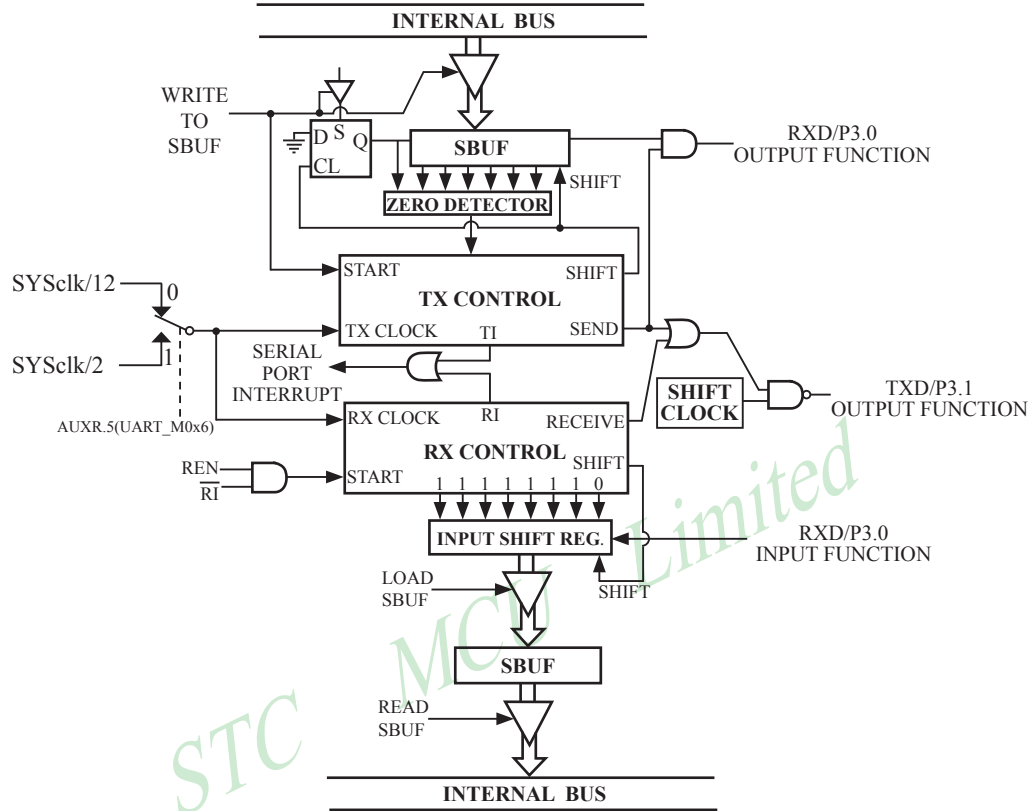 INTERNAL BUS
WRITE
TO
SBUF
D
S
Q
CL
SBUF
SHIFT
ZERO DETECTOR
RXD/P3.0
OUTPUT FUNCTION
START
SHIFT
TX CONTROL
TX CLOCK
TI
SEND
SYSclk/12
0
SYSclk/2
1
AUXR.5(UART_M0x6)
SERIAL
PORT
INTERRUPT
SHIFT
CLOCK
TXD/P3.1
OUTPUT FUNCTION
RX CLOCK
RI
RECEIVE
RX CONTROL
SHIFT
START
1 1 1 1 1 1 1 0
REN
RI
INPUT SHIFT REG.
RXD/P3.0
INPUT FUNCTION
SHIFT
LOAD
SBUF
SBUF
READ
SBUF
INTERNAL BUS
STC MCU Limited